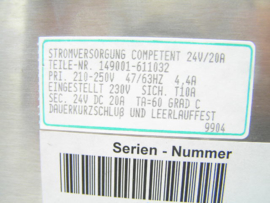 STROMVERSORGUNG COMPETENT 24V/20A
TEILE-NR. 149001-611032
PRI. 210-250V 47/63HZ 4,4A
EINGESTELLT 230V SICH. T10A
SEC. 24V DC 20A TA=60 GRAD C
DAUERKURZSCHLUß UND LEERLAUFFEST
9904
Serien - Nummer